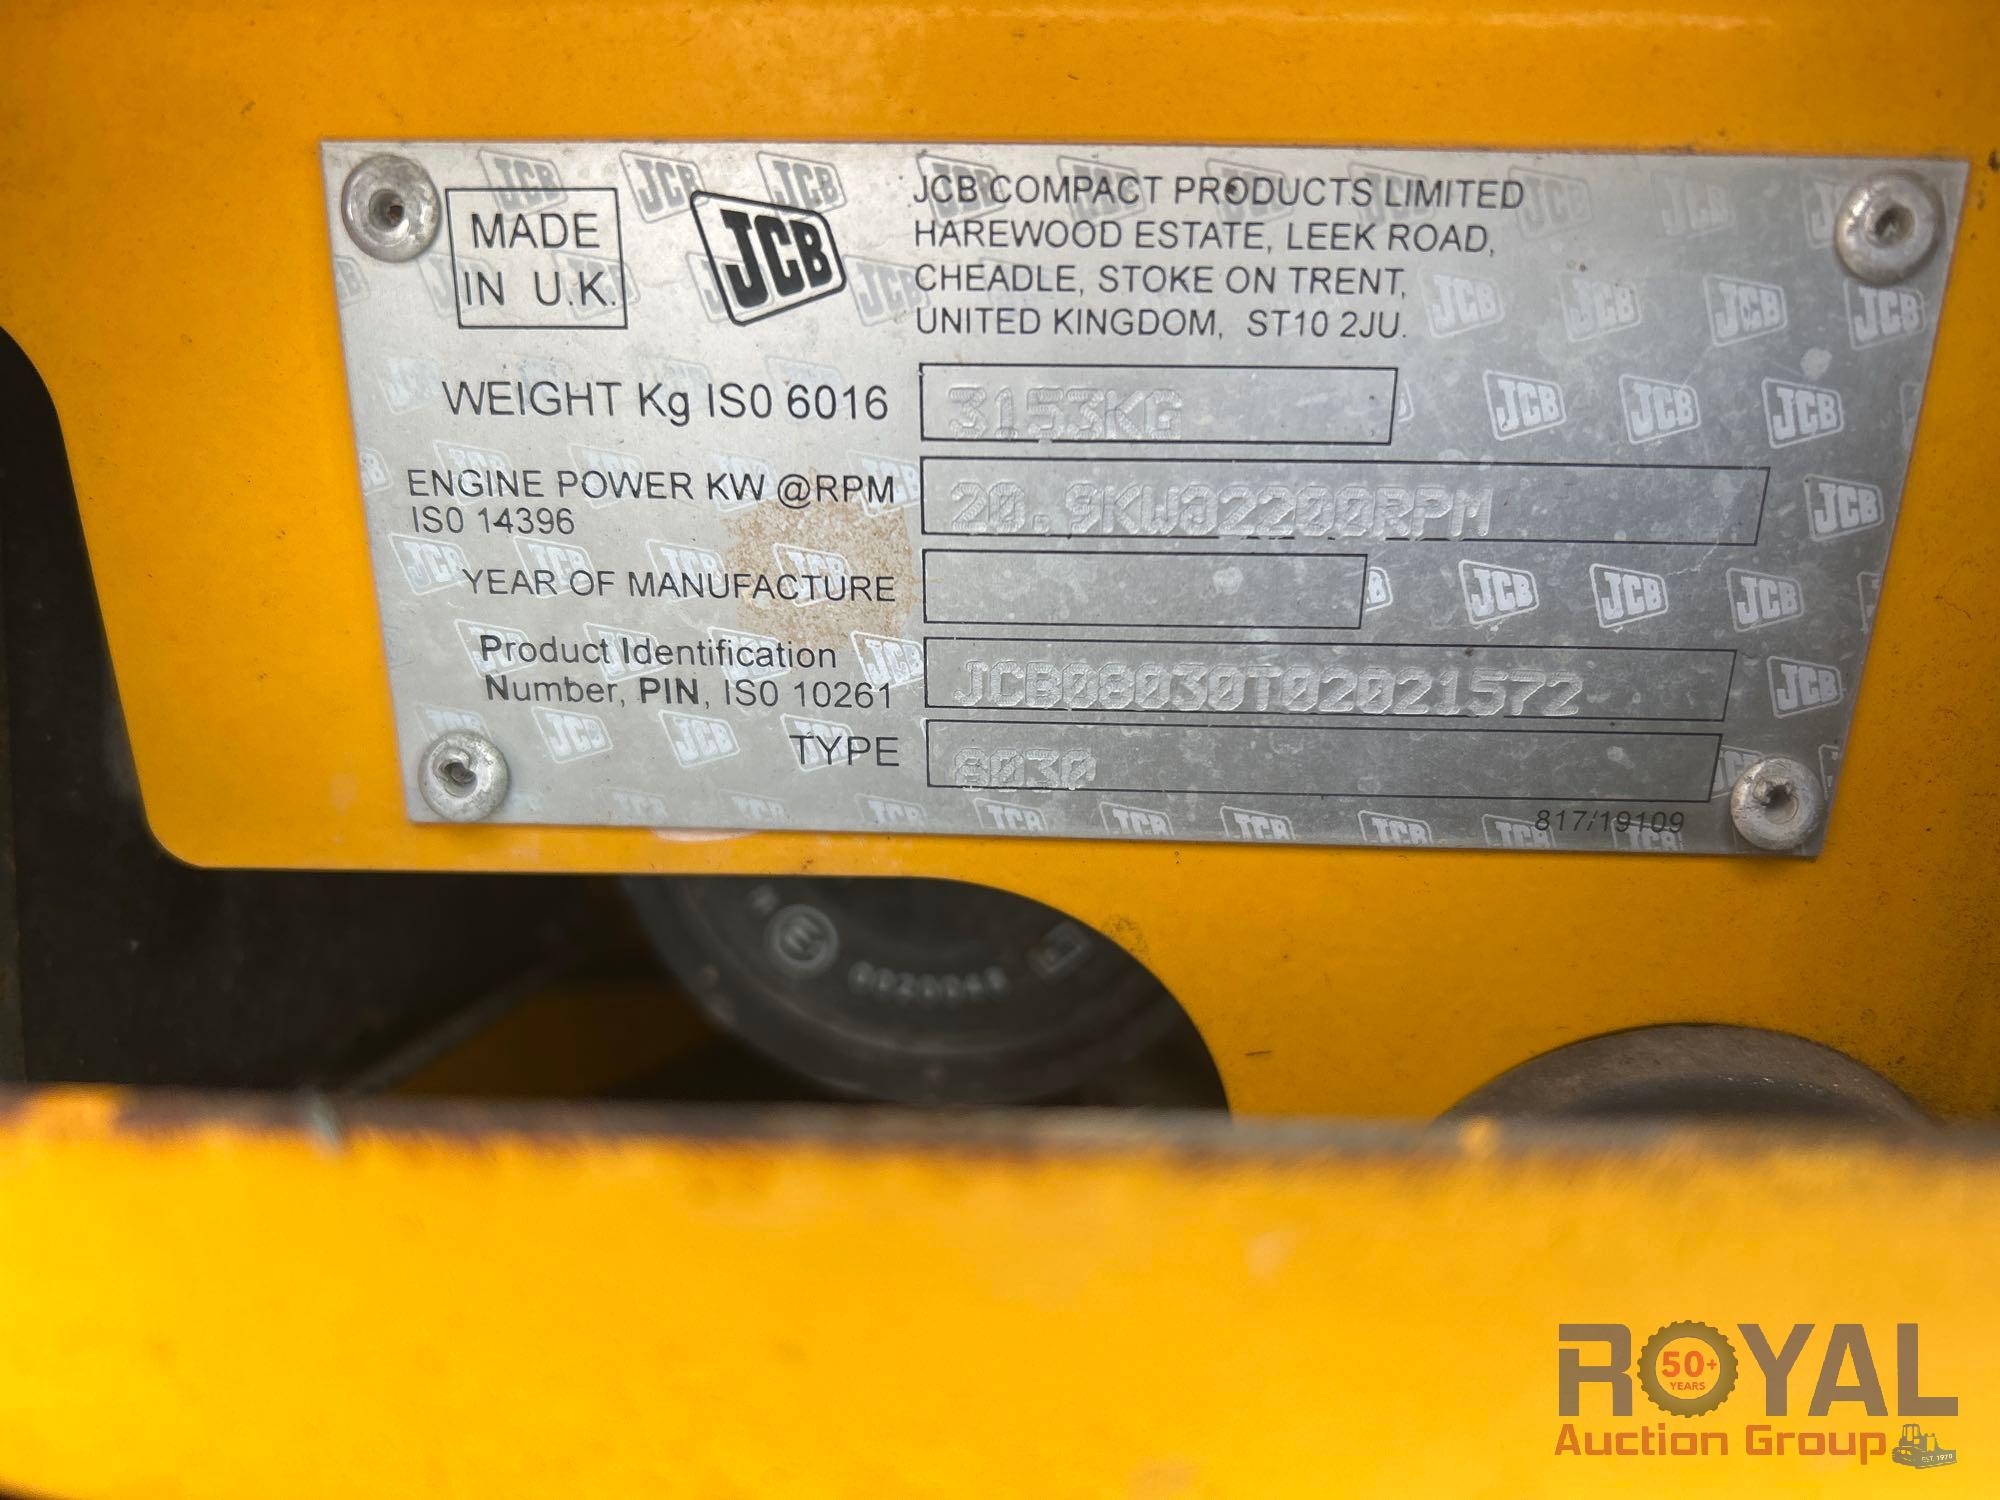 MADE
IN U.K.
JCB
JCB COMPACT PRODUCTS LIMITED
HAREWOOD ESTATE, LEEK ROAD,
CHEADLE, STOKE ON TRENT,
UNITED KINGDOM, ST10 2JU.
WEIGHT Kg ISO 6016
3153KG
ENGINE POWER KW @RPM
ISO 14396
20.9KW@2200RPM
YEAR OF MANUFACTURE
Product Identification
Number, PIN, ISO 10261
JCB08030T02021572
TYPE
8030
817/19109
ROYAL
50+
YEARS
Auction Group
EST. 1970